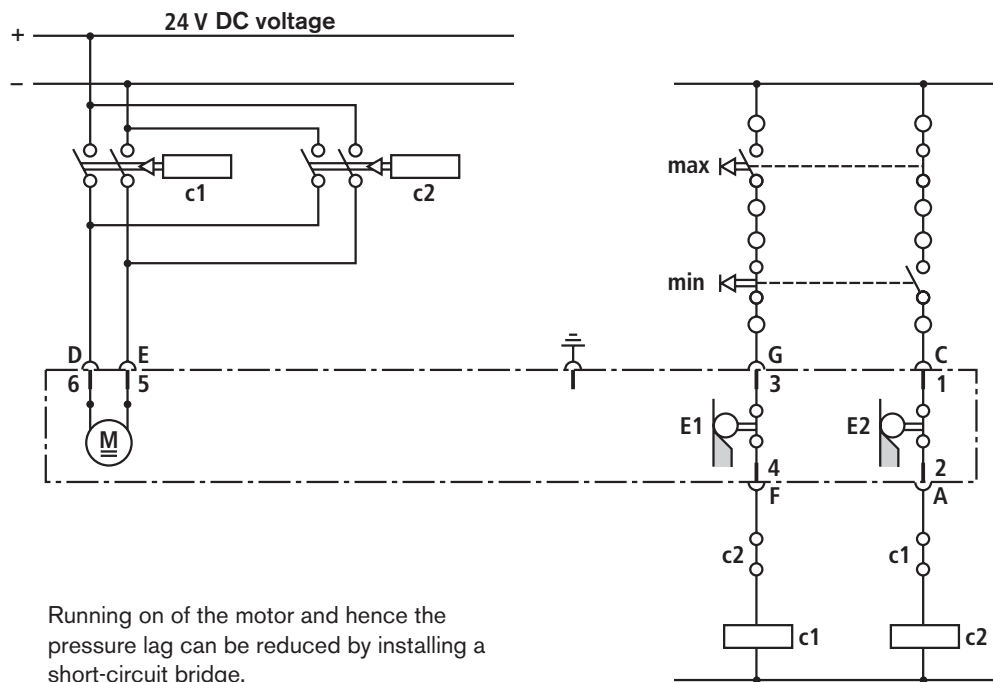 24 V DC voltage
+
–
c1
c2
max
min
D
E
6
5
G
C
3
1
M
E1
E2
4
2
F
A
c2
c1
c1
c2
Running on of the motor and hence the
pressure lag can be reduced by installing a
short-circuit bridge.